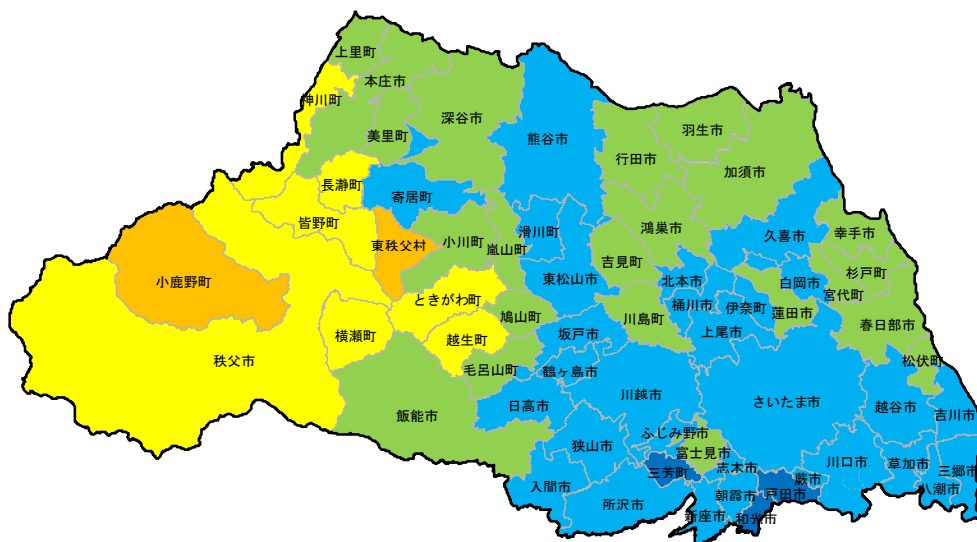 上里町
本庄市
神川町
深谷市
美里町
熊谷市
羽生市
行田市
加須市
長瀞町
寄居町
皆野町
鴻巣市
久喜市
幸手市
東秩父村
小川町
嵐山町
滑川町
吉見町
小鹿野町
東松山市
北本市
白岡市
杉戸町
宮代町
ときがわ町
鳩山町
川島町
桶川市
伊奈町
蓮田市
春日部市
横瀬町
越生町
坂戸市
上尾市
秩父市
毛呂山町
鶴ヶ島市
松伏町
飯能市
日高市
川越市
さいたま市
越谷市
吉川市
ふじみ野市
狭山市
富士見市
三芳町
志木市
川口市
草加市
三郷市
入間市
所沢市
朝霞市
戸田市
蕨市
八潮市
新座市
和光市